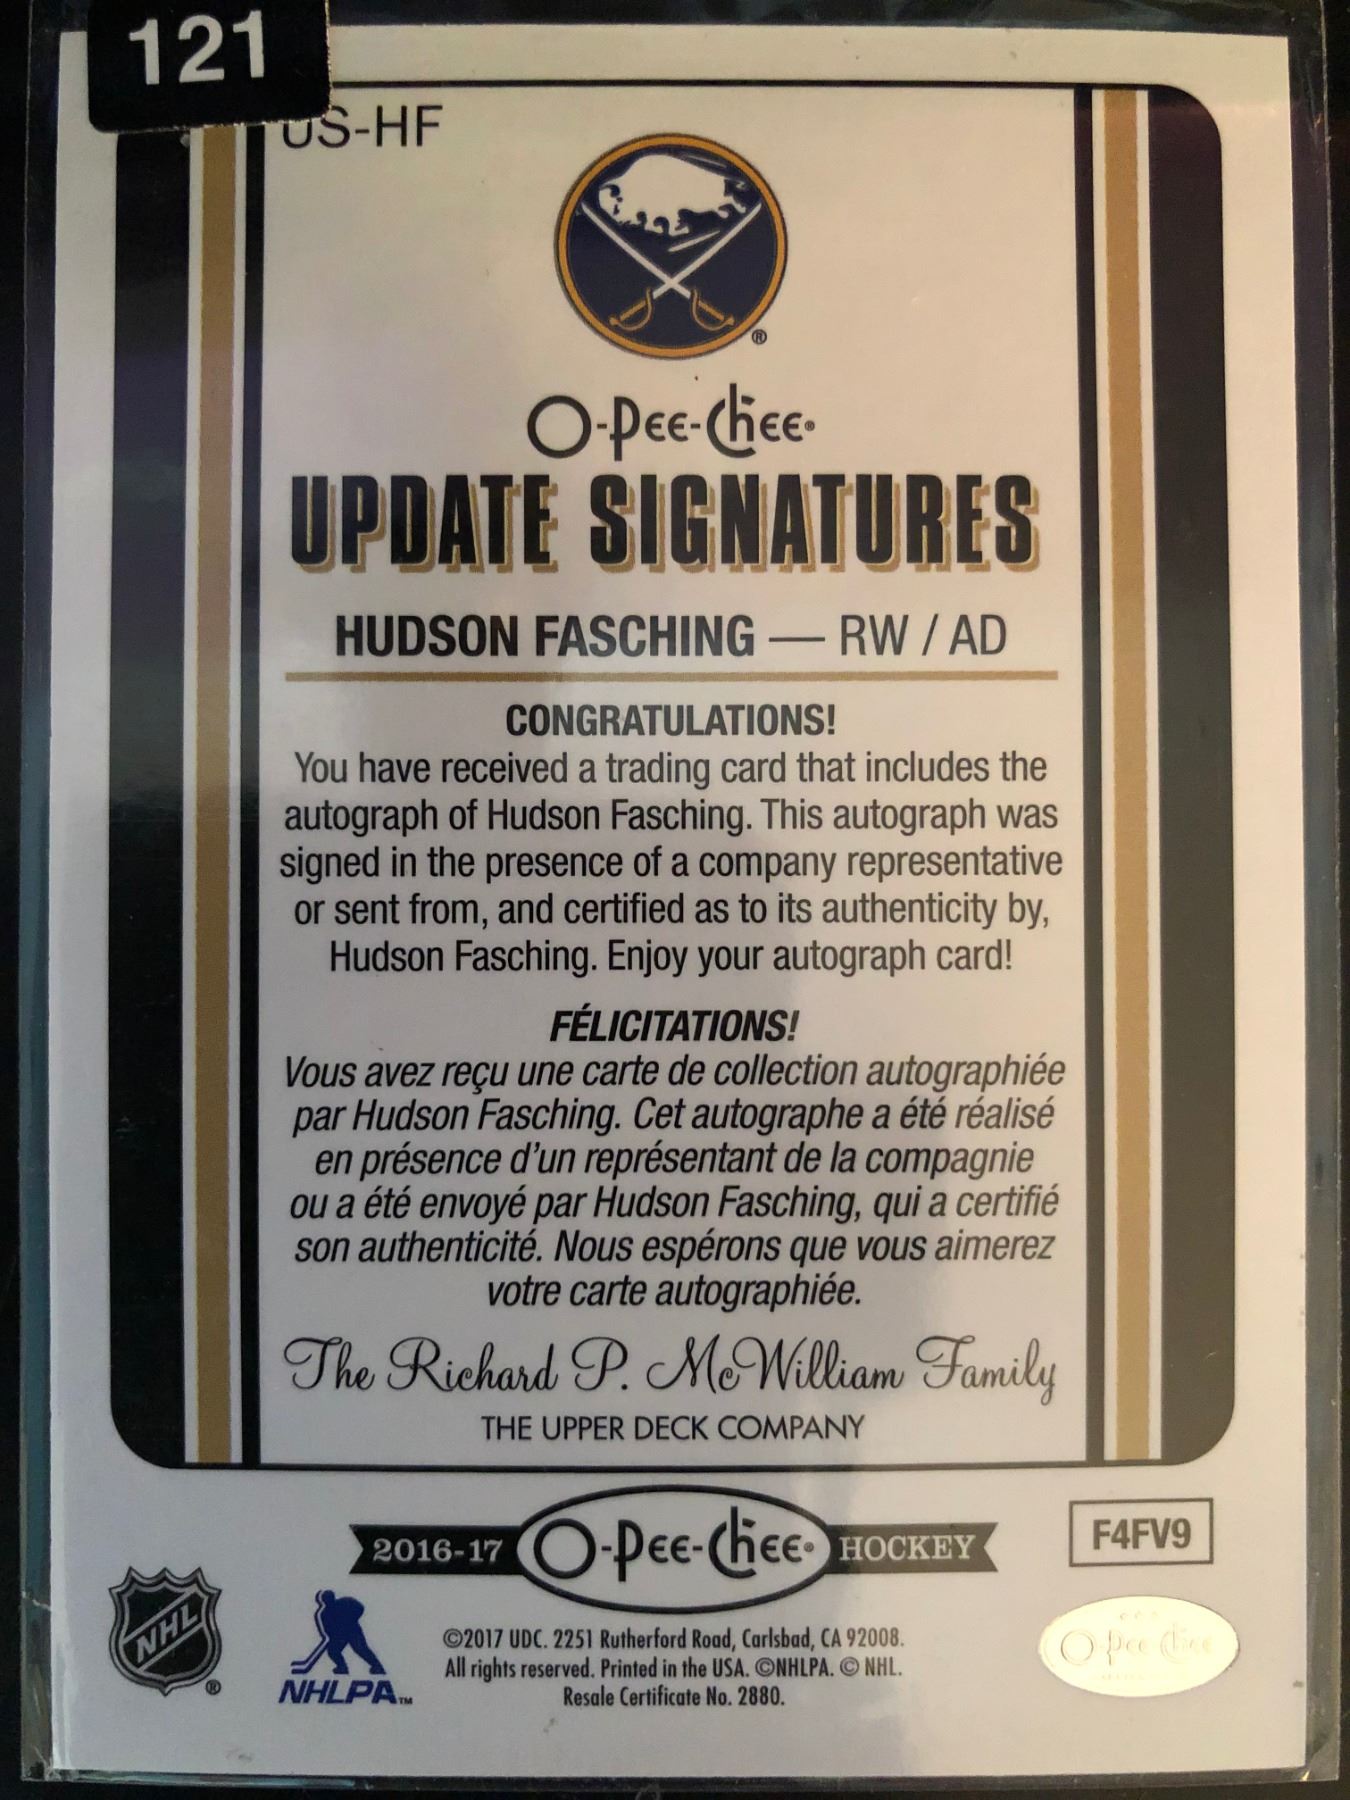 121
US-HF
®
O-Pee-Chee®
UPDATE SIGNATURES
HUDSON FASCHING — RW / AD
CONGRATULATIONS!
You have received a trading card that includes the
autograph of Hudson Fasching. This autograph was
signed in the presence of a company representative
or sent from, and certified as to its authenticity by,
Hudson Fasching. Enjoy your autograph card!
FÉLICITATIONS!
Vous avez reçu une carte de collection autographiée
par Hudson Fasching. Cet autographe a été réalisé
en présence d'un représentant de la compagnie
ou a été envoyé par Hudson Fasching, qui a certifié
son authenticité. Nous espérons que vous aimerez
votre carte autographiée.
The Richard P. McWilliam Family
THE UPPER DECK COMPANY
2016-17 O-Pee-Chee® HOCKEY
F4FV9
NHL®
NHLPA™
©2017 UDC. 2251 Rutherford Road, Carlsbad, CA 92008.
All rights reserved. Printed in the USA. ©NHLPA. © NHL.
Resale Certificate No. 2880.
O-Pee-Chee